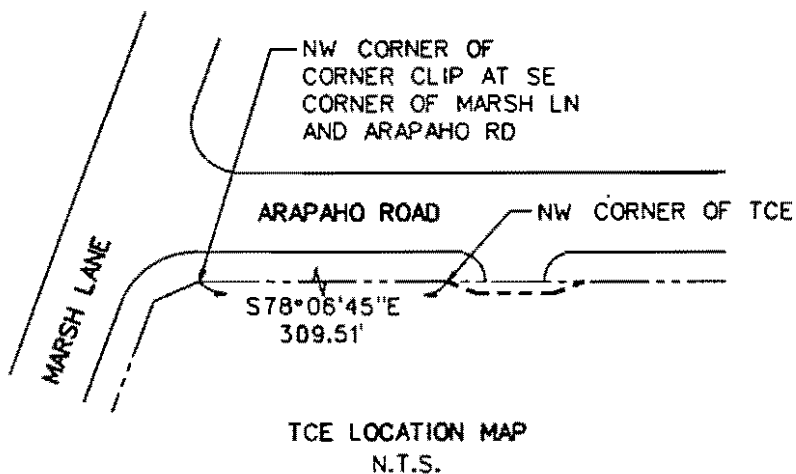 NW CORNER OF
CORNER CLIP AT SE
CORNER OF MARSH LN
AND ARAPAHO RD
ARAPAHO ROAD
NW CORNER OF TCE
MARSH LANE
S78°06'45"E
309.51'
TCE LOCATION MAP
N.T.S.